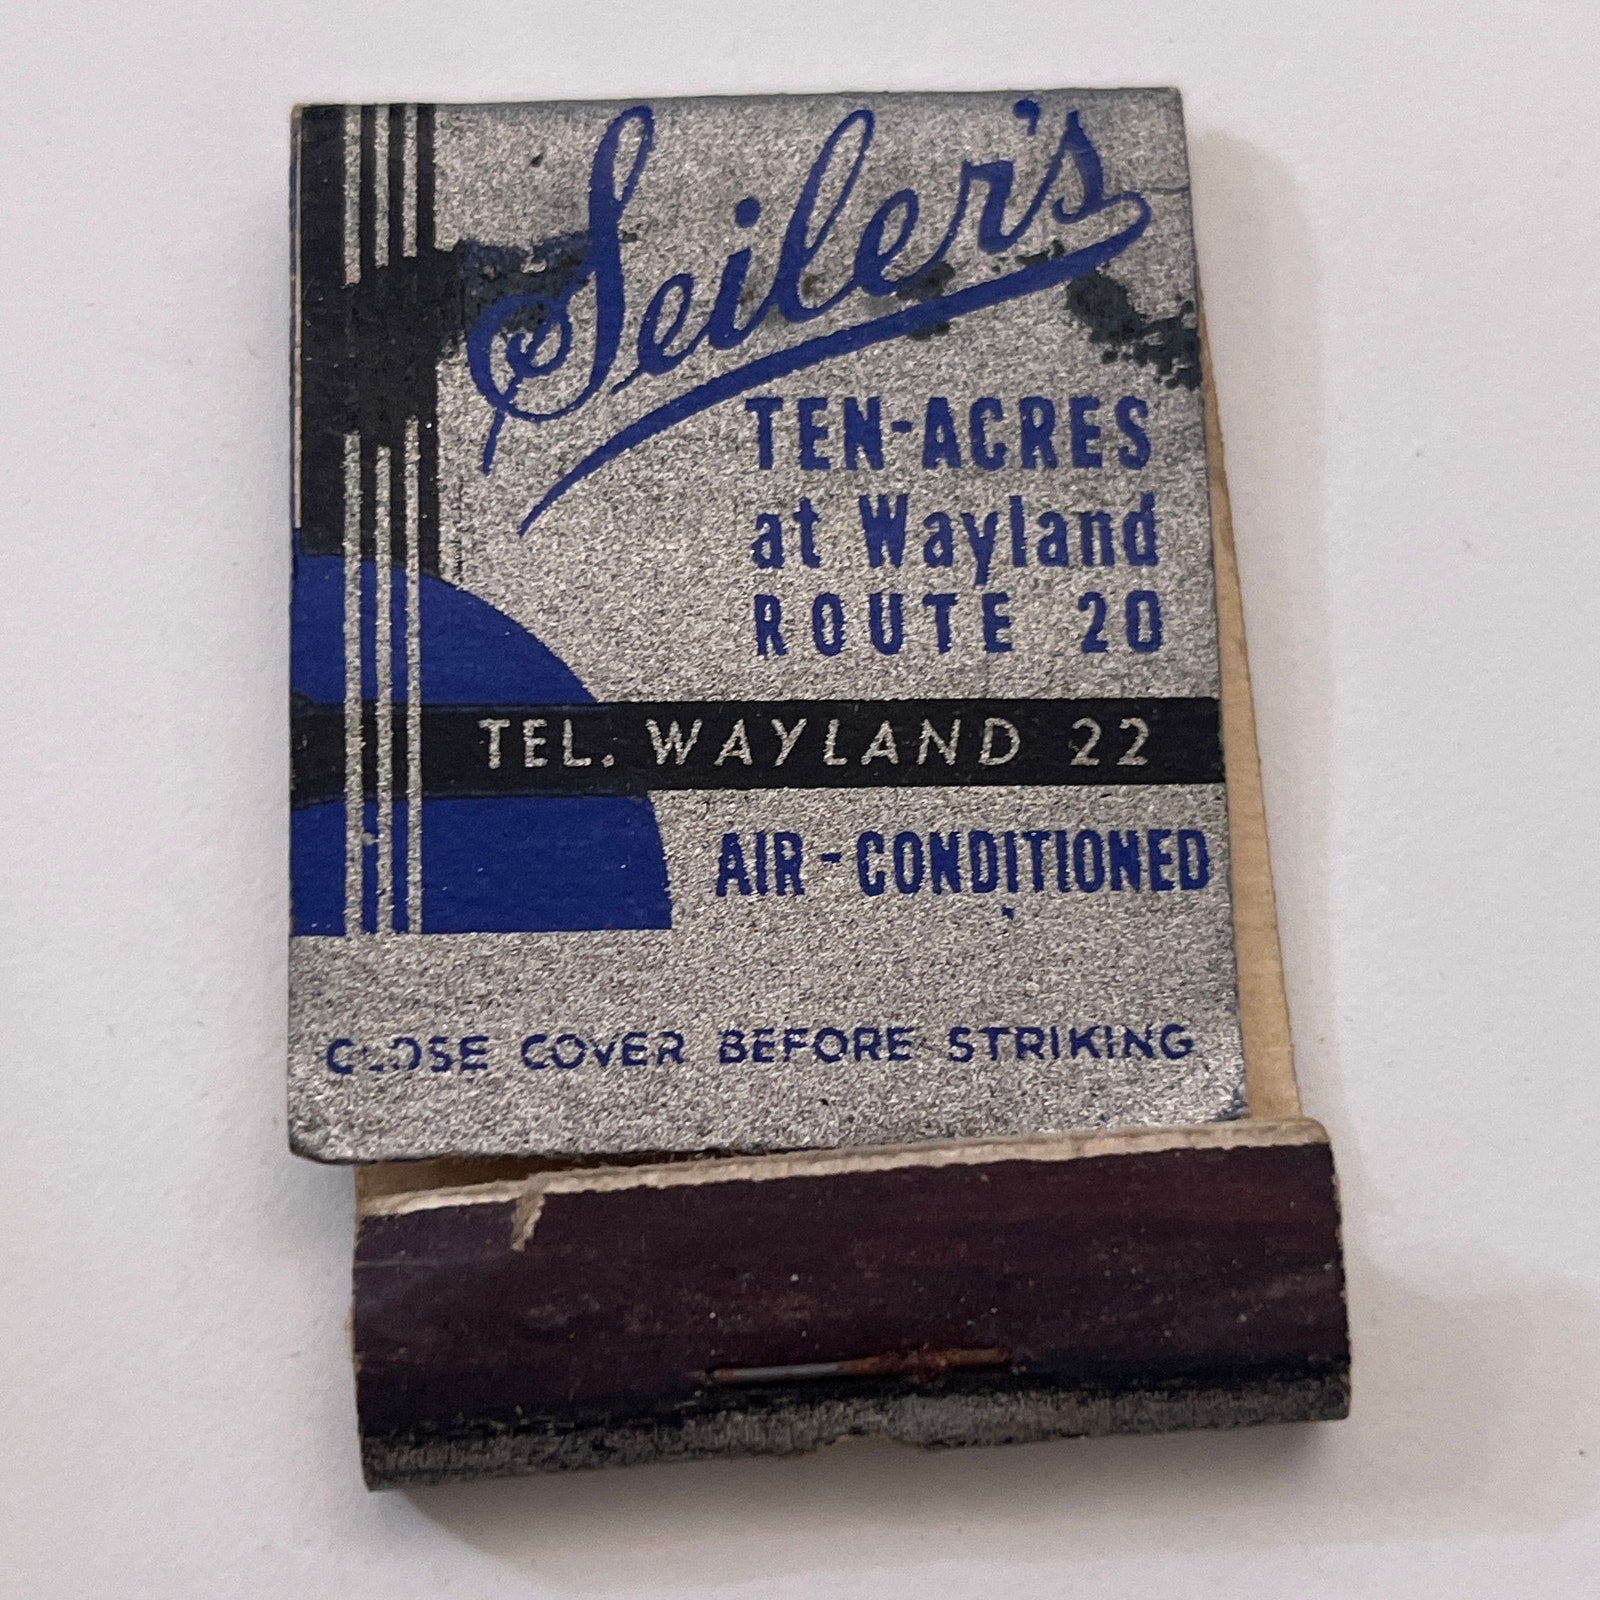 Seiler's
TEN-ACRES
at Wayland
ROUTE 20
TEL. WAYLAND 22
AIR-CONDITIONED
CLOSE COVER BEFORE STRIKING